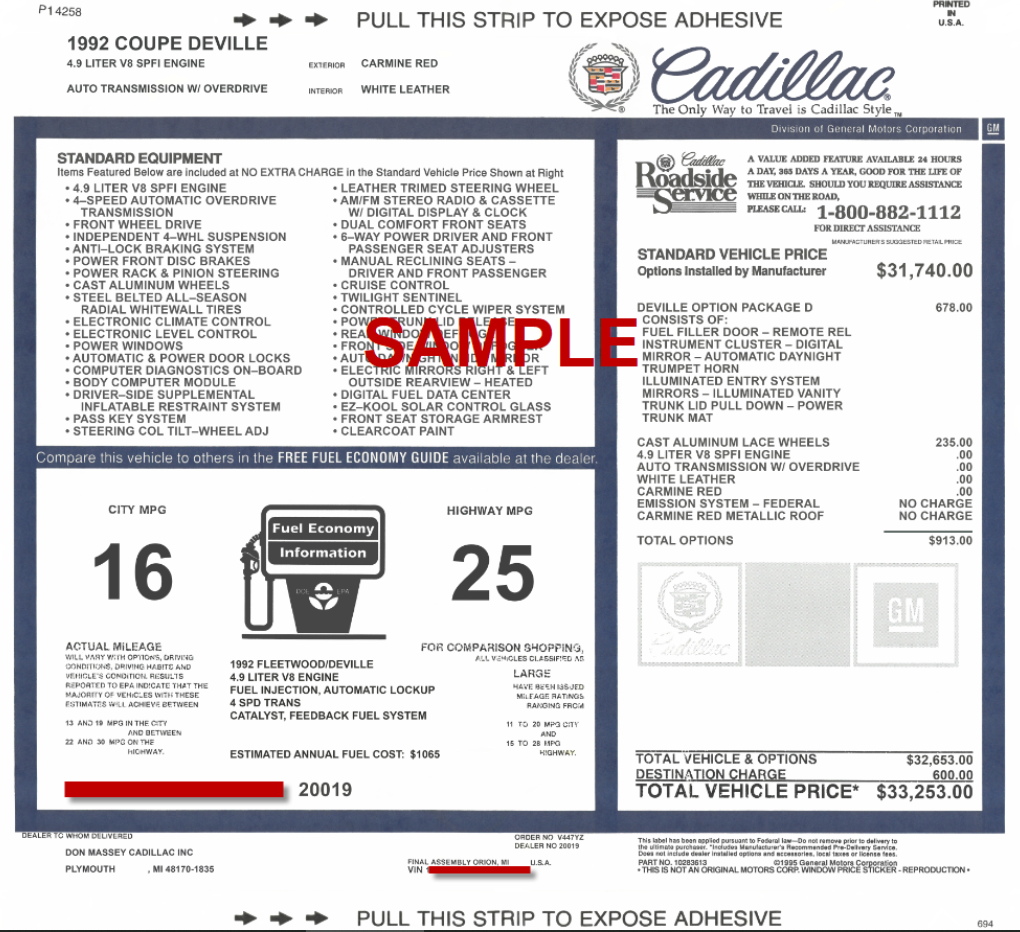 P14258
PULL THIS STRIP TO EXPOSE ADHESIVE
PRINTED
IN
U.S.A.
1992 COUPE DEVILLE
4.9 LITER V8 SPFI ENGINE
EXTERIOR CARMINE RED
AUTO TRANSMISSION W/ OVERDRIVE
INTERIOR WHITE LEATHER
Cadillac®
The Only Way to Travel is Cadillac Style™
Division of General Motors Corporation
GM
STANDARD EQUIPMENT
Items Featured Below are included at NO EXTRA CHARGE in the Standard Vehicle Price Shown at Right
• 4.9 LITER V8 SPFI ENGINE
• 4–SPEED AUTOMATIC OVERDRIVE
TRANSMISSION
• FRONT WHEEL DRIVE
• INDEPENDENT 4–WHL SUSPENSION
• ANTI–LOCK BRAKING SYSTEM
• POWER FRONT DISC BRAKES
• POWER RACK & PINION STEERING
• CAST ALUMINUM WHEELS
• STEEL BELTED ALL–SEASON
RADIAL WHITEWALL TIRES
• ELECTRONIC CLIMATE CONTROL
• ELECTRONIC LEVEL CONTROL
• POWER WINDOWS
• AUTOMATIC & POWER DOOR LOCKS
• COMPUTER DIAGNOSTICS ON–BOARD
• BODY COMPUTER MODULE
• DRIVER–SIDE SUPPLEMENTAL
INFLATABLE RESTRAINT SYSTEM
• PASS KEY SYSTEM
• STEERING COL TILT–WHEEL ADJ
• LEATHER TRIMED STEERING WHEEL
• AM/FM STEREO RADIO & CASSETTE
W/ DIGITAL DISPLAY & CLOCK
• DUAL COMFORT FRONT SEATS
• 6–WAY POWER DRIVER AND FRONT
PASSENGER SEAT ADJUSTERS
• MANUAL RECLINING SEATS –
DRIVER AND FRONT PASSENGER
• CRUISE CONTROL
• TWILIGHT SENTINEL
• CONTROLLED CYCLE WIPER SYSTEM
• POWER TRUNK LID RELEASE
• REAR WINDOW
• FRONT SIDE WINDOW
• AUTO DAY/NIGHT MIRROR
• ELECTRIC MIRRORS RIGHT & LEFT
OUTSIDE REARVIEW – HEATED
• DIGITAL FUEL DATA CENTER
• EZ–KOOL SOLAR CONTROL GLASS
• FRONT SEAT STORAGE ARMREST
• CLEARCOAT PAINT
SAMPLE
Compare this vehicle to others in the FREE FUEL ECONOMY GUIDE available at the dealer.
CITY MPG
16
Fuel Economy
Information
DOE EPA
HIGHWAY MPG
25
ACTUAL MILEAGE
WILL VARY WITH OPTIONS, DRIVING
CONDITIONS, DRIVING HABITS AND
VEHICLE'S CONDITION. RESULTS
REPORTED TO EPA INDICATE THAT THE
MAJORITY OF VEHICLES WITH THESE
ESTIMATES WILL ACHIEVE BETWEEN
13 AND 19 MPG IN THE CITY
AND BETWEEN
22 AND 30 MPG ON THE
HIGHWAY.
1992 FLEETWOOD/DEVILLE
4.9 LITER V8 ENGINE
FUEL INJECTION, AUTOMATIC LOCKUP
4 SPD TRANS
CATALYST, FEEDBACK FUEL SYSTEM
ESTIMATED ANNUAL FUEL COST: $1065
FOR COMPARISON SHOPPING,
ALL VEHICLES CLASSIFIED AS
LARGE
HAVE BEEN ISSUED
MILEAGE RATINGS
RANGING FROM
11 TO 20 MPG CITY
AND
15 TO 28 MPG
HIGHWAY.
20019
Cadillac
Roadside
Service
A VALUE ADDED FEATURE AVAILABLE 24 HOURS
A DAY, 365 DAYS A YEAR, GOOD FOR THE LIFE OF
THE VEHICLE. SHOULD YOU REQUIRE ASSISTANCE
WHILE ON THE ROAD,
PLEASE CALL: 1-800-882-1112
FOR DIRECT ASSISTANCE
MANUFACTURER'S SUGGESTED RETAIL PRICE
STANDARD VEHICLE PRICE
Options Installed by Manufacturer $31,740.00
DEVILLE OPTION PACKAGE D 678.00
CONSISTS OF:
FUEL FILLER DOOR – REMOTE REL
INSTRUMENT CLUSTER – DIGITAL
MIRROR – AUTOMATIC DAYNIGHT
TRUMPET HORN
ILLUMINATED ENTRY SYSTEM
MIRRORS – ILLUMINATED VANITY
TRUNK LID PULL DOWN – POWER
TRUNK MAT
CAST ALUMINUM LACE WHEELS 235.00
4.9 LITER V8 SPFI ENGINE .00
AUTO TRANSMISSION W/ OVERDRIVE .00
WHITE LEATHER .00
CARMINE RED .00
EMISSION SYSTEM – FEDERAL NO CHARGE
CARMINE RED METALLIC ROOF NO CHARGE
TOTAL OPTIONS $913.00
Cadillac
GM
TOTAL VEHICLE & OPTIONS $32,653.00
DESTINATION CHARGE 600.00
TOTAL VEHICLE PRICE* $33,253.00
DEALER TO WHOM DELIVERED
DON MASSEY CADILLAC INC
PLYMOUTH , MI 48170-1835
ORDER NO V447YZ
DEALER NO 20019
FINAL ASSEMBLY ORION, MI U.S.A.
VIN 1
This label has been applied pursuant to Federal law—Do not remove prior to delivery to
the ultimate purchaser. *Includes Manufacturer's Recommended Pre-Delivery Service.
Does not include dealer installed options and accessories, local taxes or license fees.
PART NO. 10283613 ©1995 General Motors Corporation
• THIS IS NOT AN ORIGINAL MOTORS CORP. WINDOW PRICE STICKER - REPRODUCTION •
PULL THIS STRIP TO EXPOSE ADHESIVE
694